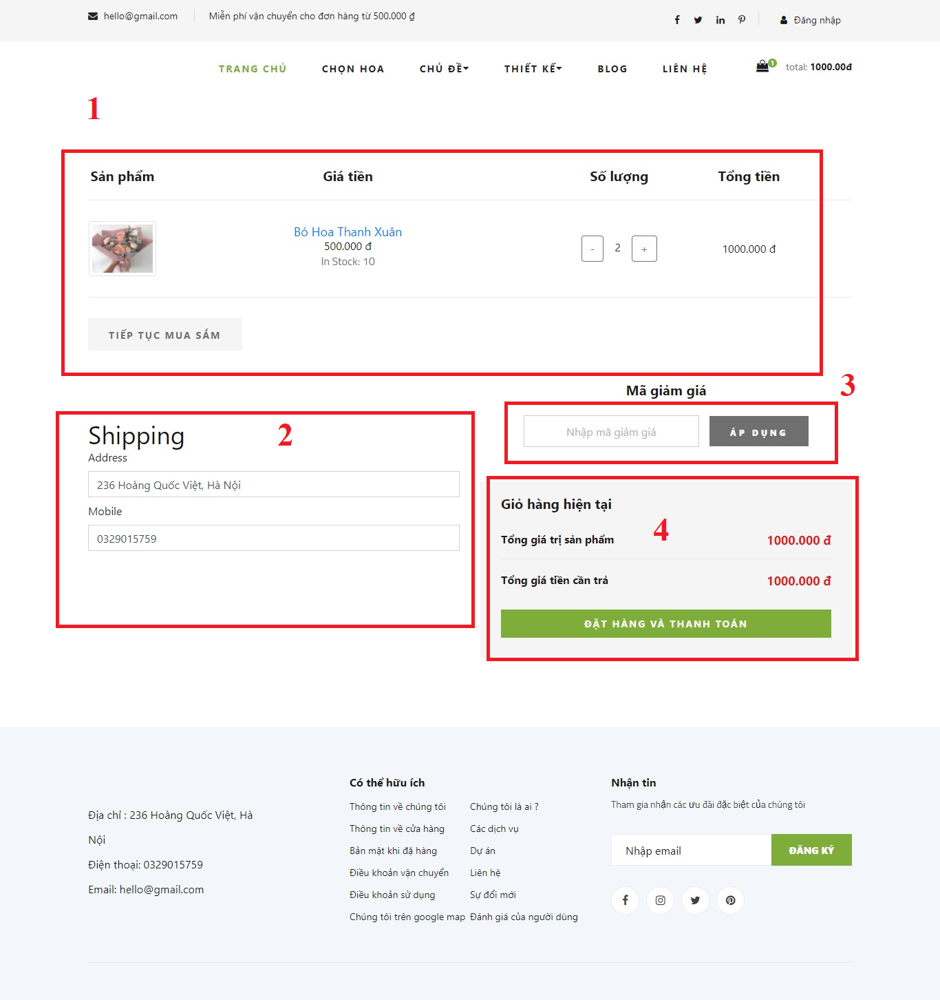 hello@gmail.com
Miễn phí vận chuyển cho đơn hàng từ 500.000 ₫
Đăng nhập
TRANG CHỦ
CHỌN HOA
CHỦ ĐỀ
THIẾT KẾ
BLOG
LIÊN HỆ
1
total: 1000.00đ
1
Sản phẩm
Giá tiền
Số lượng
Tổng tiền
Bó Hoa Thanh Xuân
500.000 đ
In Stock: 10
- 2 +
1000.000 đ
TIẾP TỤC MUA SẮM
3
Mã giảm giá
Nhập mã giảm giá
ÁP DỤNG
2
Shipping
Address
236 Hoàng Quốc Việt, Hà Nội
Mobile
0329015759
Giỏ hàng hiện tại
4
Tổng giá trị sản phẩm
1000.000 đ
Tổng giá tiền cần trả
1000.000 đ
ĐẶT HÀNG VÀ THANH TOÁN
Địa chỉ : 236 Hoàng Quốc Việt, Hà
Nội
Điện thoại: 0329015759
Email: hello@gmail.com
Có thể hữu ích
Thông tin về chúng tôi
Thông tin về cửa hàng
Bản mật khi đặ hàng
Điều khoản vận chuyển
Điều khoản sử dụng
Chúng tôi trên google map
Chúng tôi là ai ?
Các dịch vụ
Dự án
Liên hệ
Sự đổi mới
Đánh giá của người dùng
Nhận tin
Tham gia nhận các ưu đãi đặc biệt của chúng tôi
Nhập email
ĐĂNG KÝ